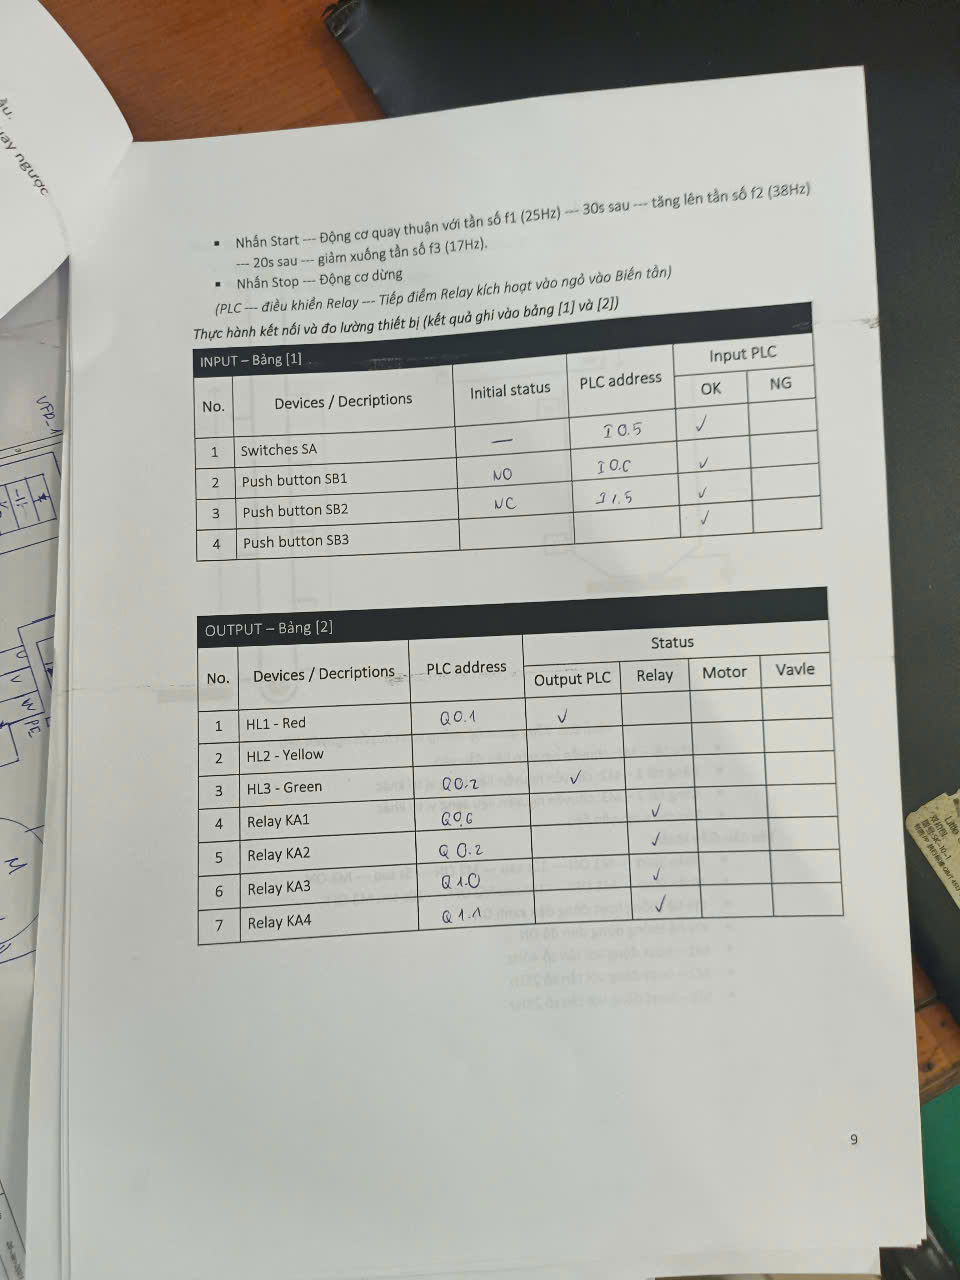 ay ngược
▪ Nhấn Start --- Động cơ quay thuận với tần số f1 (25Hz) --- 30s sau --- tăng lên tần số f2 (38Hz)
--- 20s sau --- giảm xuống tần số f3 (17Hz).
▪ Nhấn Stop --- Động cơ dừng
(PLC --- điều khiển Relay --- Tiếp điểm Relay kích hoạt vào ngỏ vào Biến tần)
Thực hành kết nối và đo lường thiết bị (kết quả ghi vào bảng [1] và [2])
INPUT – Bảng [1]
No. Devices / Decriptions Initial status PLC address Input PLC
OK NG
1 Switches SA — I0.5 ✓
2 Push button SB1 NO I0.6 ✓
3 Push button SB2 NC I1.5 ✓
4 Push button SB3 ✓
OUTPUT – Bảng [2]
No. Devices / Decriptions PLC address Status
Output PLC Relay Motor Vavle
1 HL1 - Red Q0.1 ✓
2 HL2 - Yellow
3 HL3 - Green Q0.2 ✓
4 Relay KA1 Q0.6 ✓
5 Relay KA2 Q0.2 ✓
6 Relay KA3 Q1.0 ✓
7 Relay KA4 Q1.1 ✓
9
VFD_1
U
V
W
PE
M